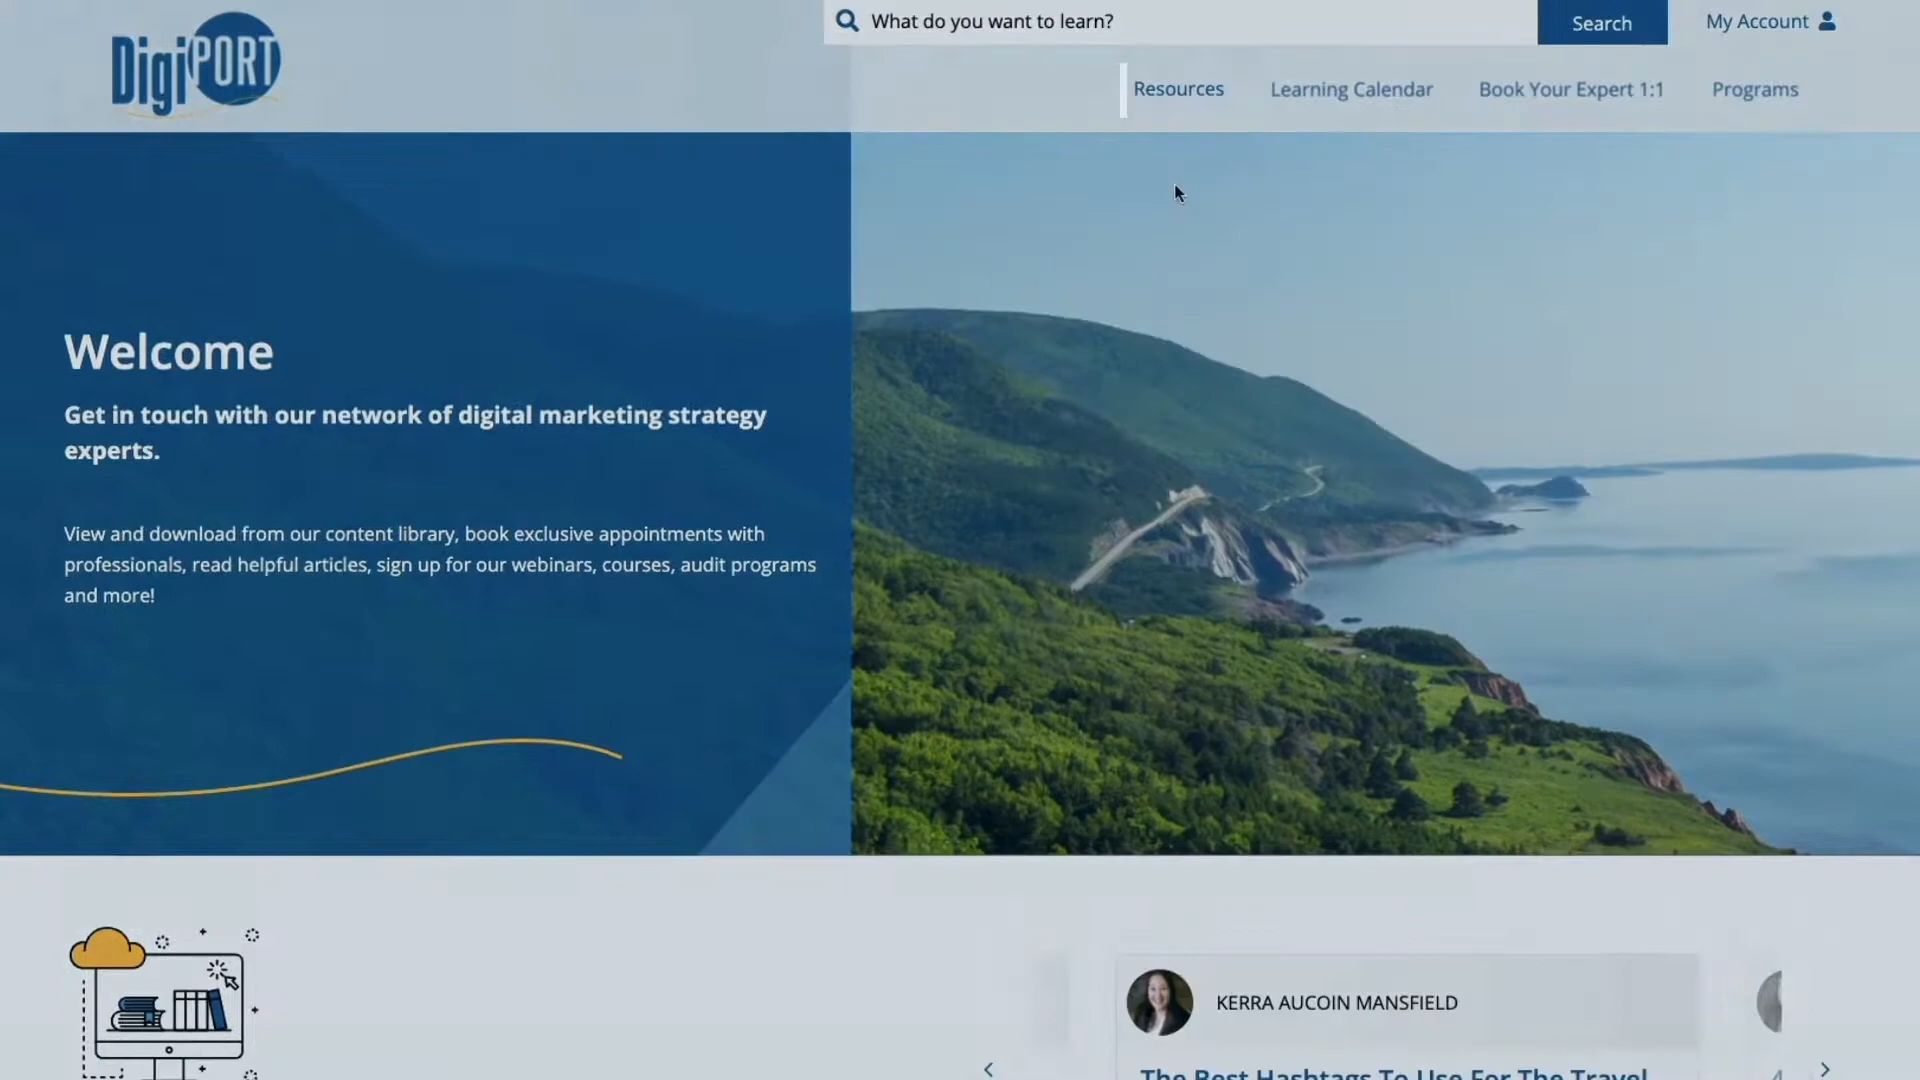 DigiPORT
What do you want to learn?
Search
My Account
Resources
Learning Calendar
Book Your Expert 1:1
Programs
Welcome
Get in touch with our network of digital marketing strategy
experts.
View and download from our content library, book exclusive appointments with
professionals, read helpful articles, sign up for our webinars, courses, audit programs
and more!
KERRA AUCOIN MANSFIELD
The Best Hashtags To Use For The Travel